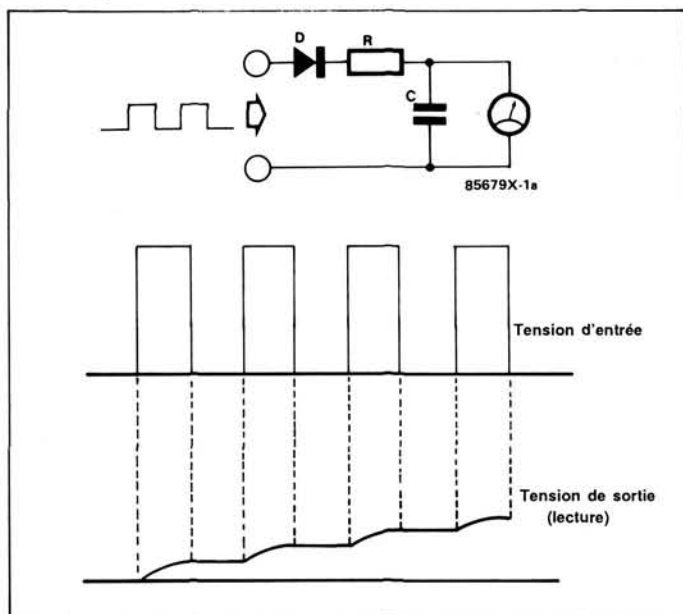 D
R
C
85679X-1a
Tension d'entrée
Tension de sortie
(lecture)